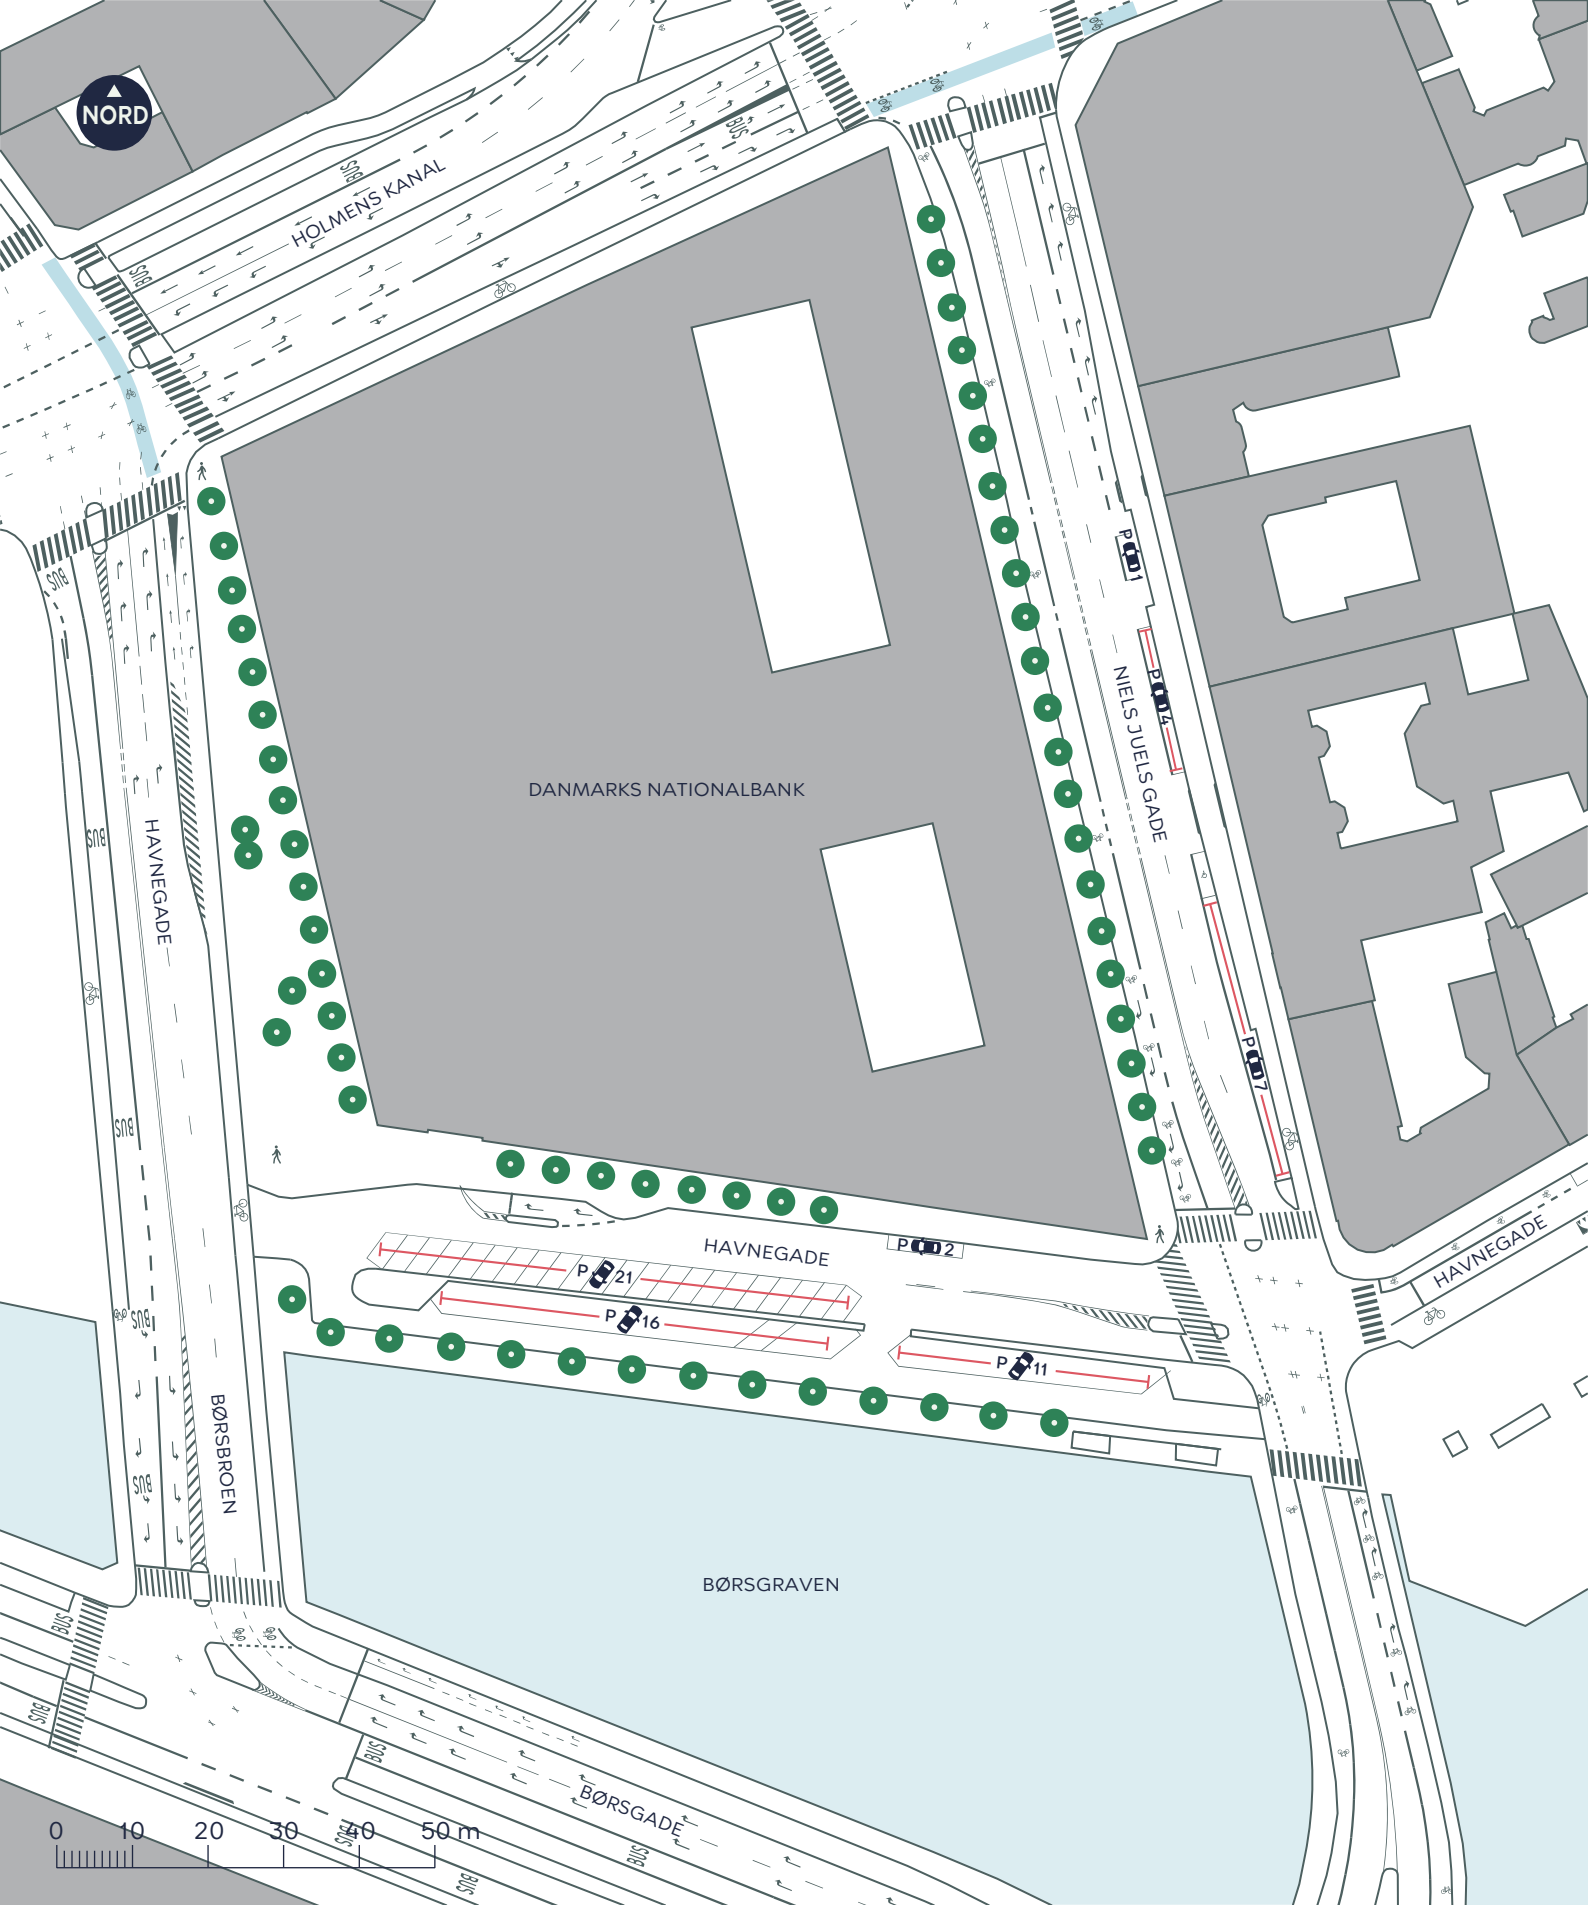 NORD
BUS
BUS
HOLMENS KANAL
BUS
P 1
BUS
P 4
NIELS JUELS GADE
DANMARKS NATIONALBANK
BUS
HAVNEGADE
P 7
BUS
HAVNEGADE
P 2
HAVNEGADE
P 21
P 16
BUS
P 11
BØRSBROEN
BUS
BØRSGRAVEN
BUS
BUS
BUS
BØRSGADE
0 10 20 30 40 50 m
BUS
BUS
BUS